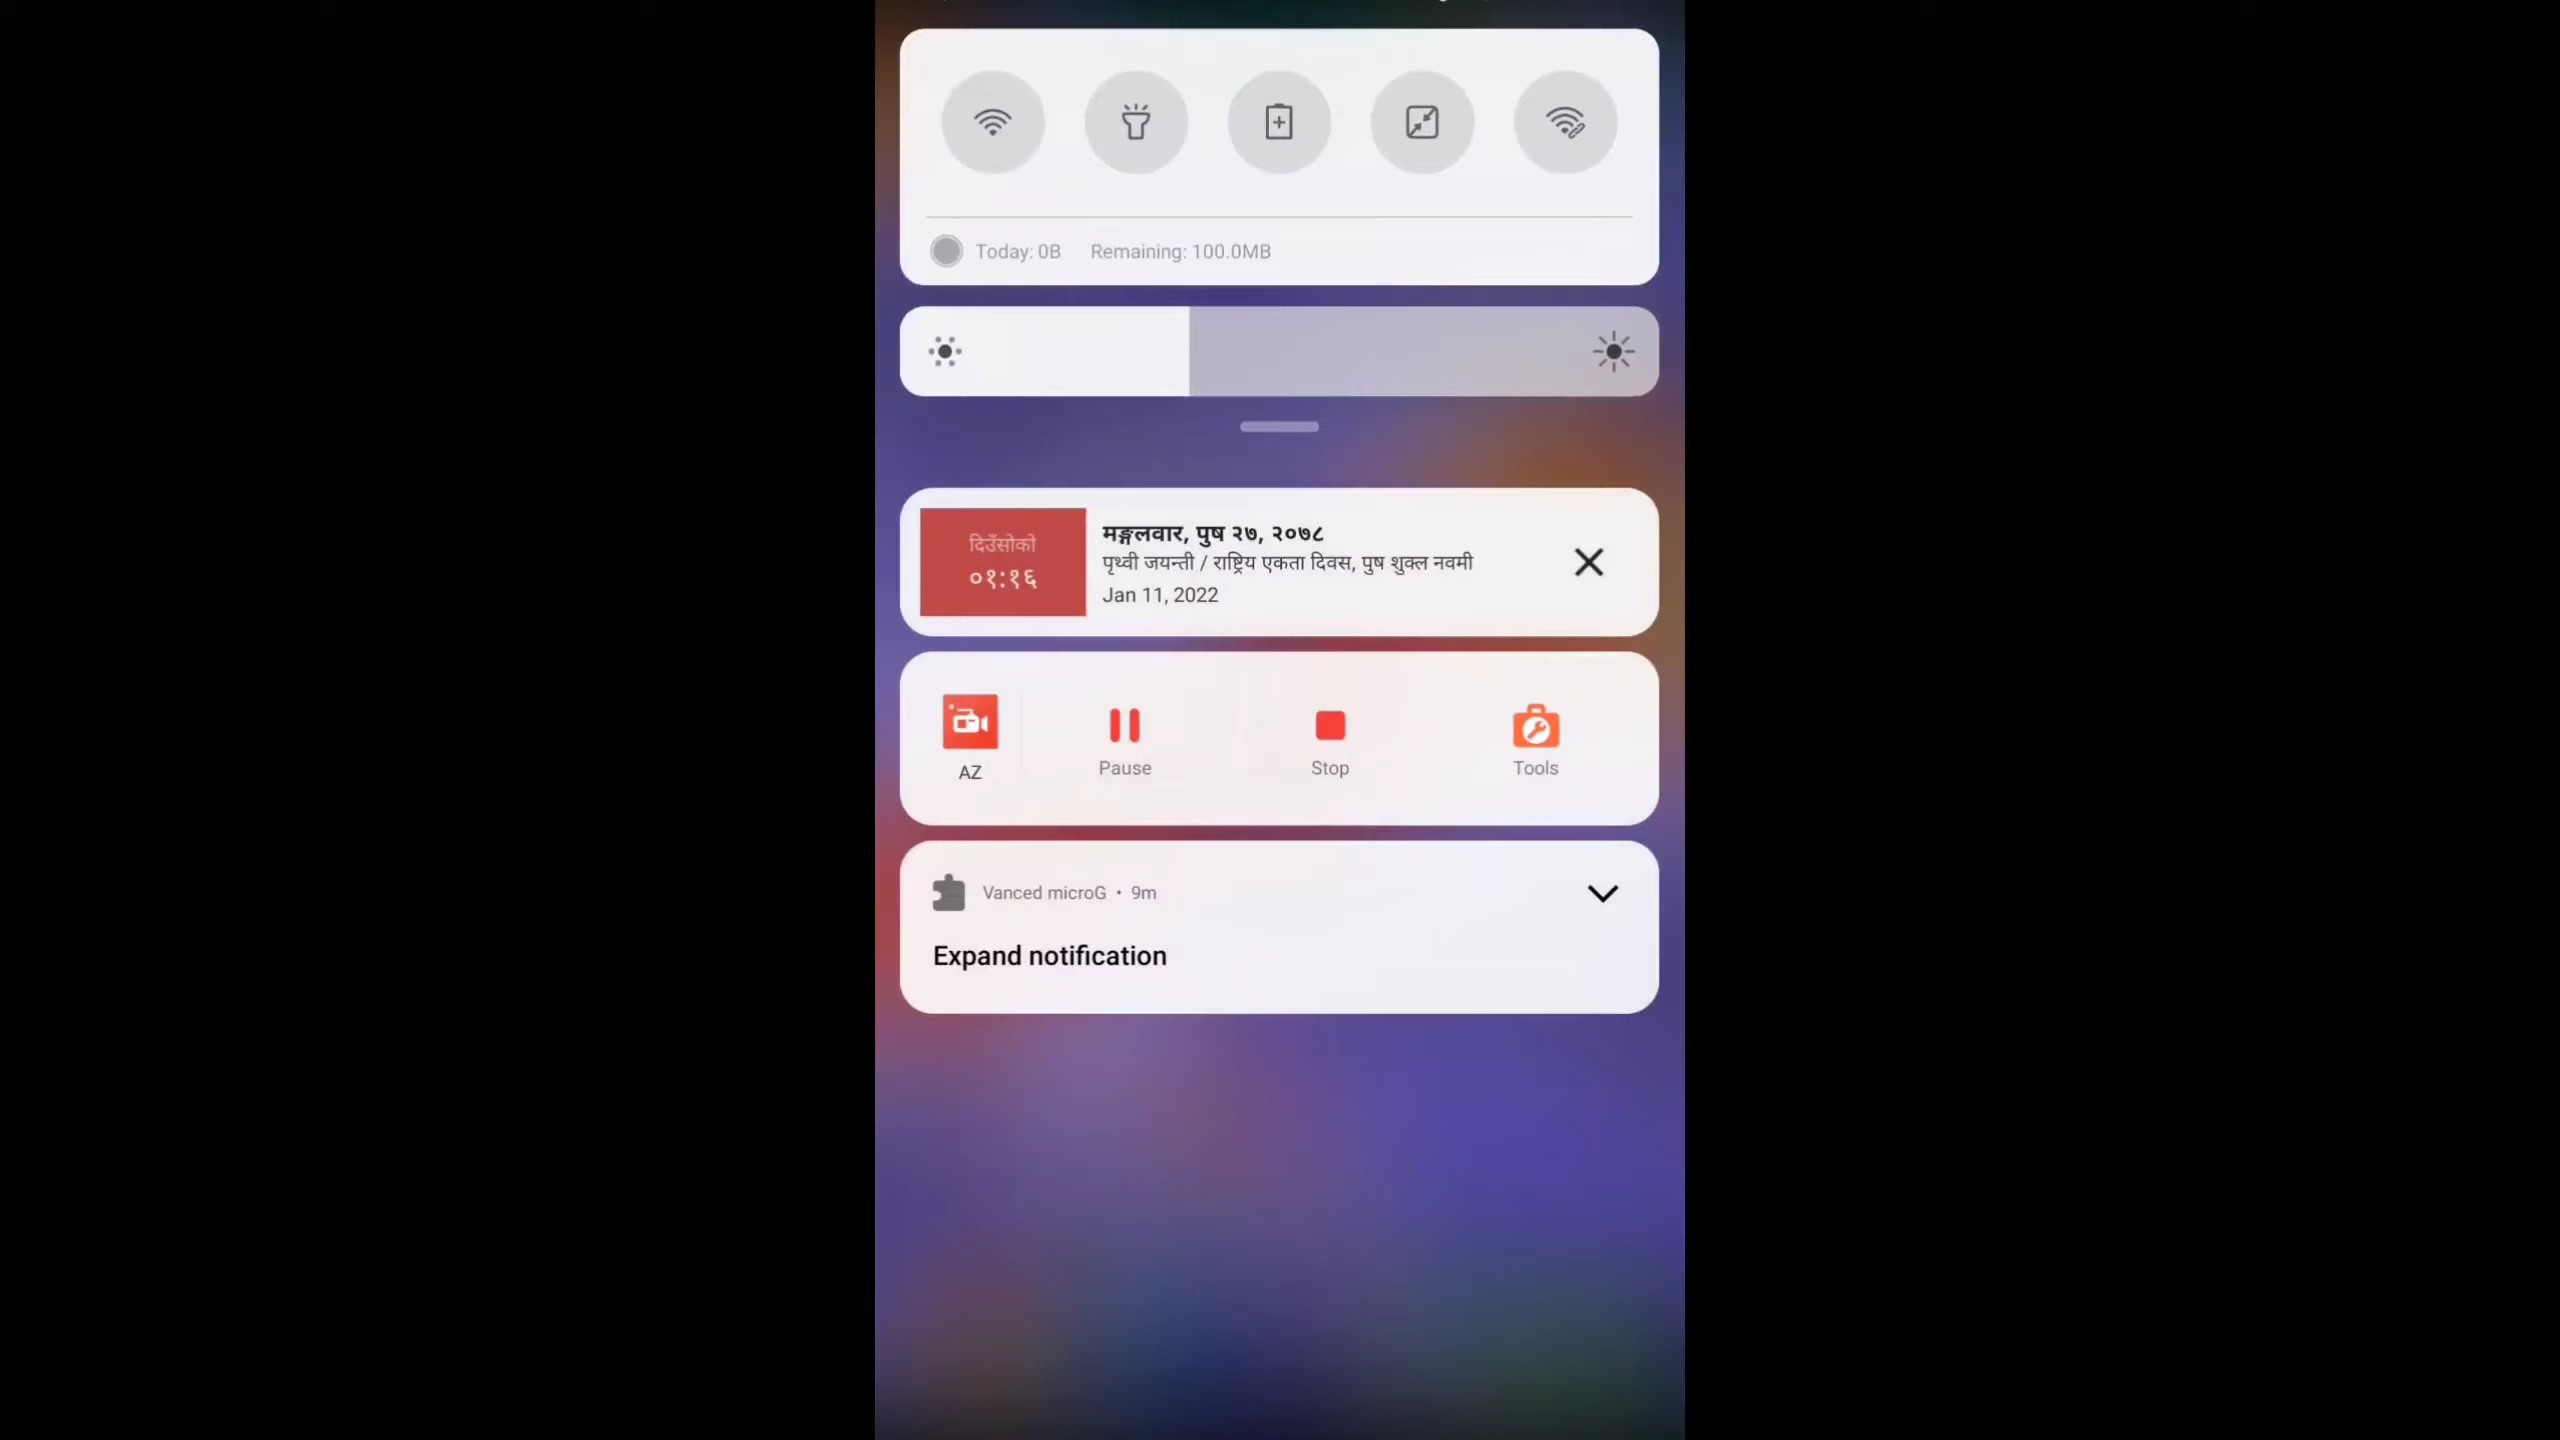 Today: 0B Remaining: 100.0MB
दिउँसोको
०१:१६
मङ्गलवार, पुष २७, २०७८
पृथ्वी जयन्ती / राष्ट्रिय एकता दिवस, पुष शुक्ल नवमी
Jan 11, 2022
AZ
Pause
Stop
Tools
Vanced microG • 9m
Expand notification